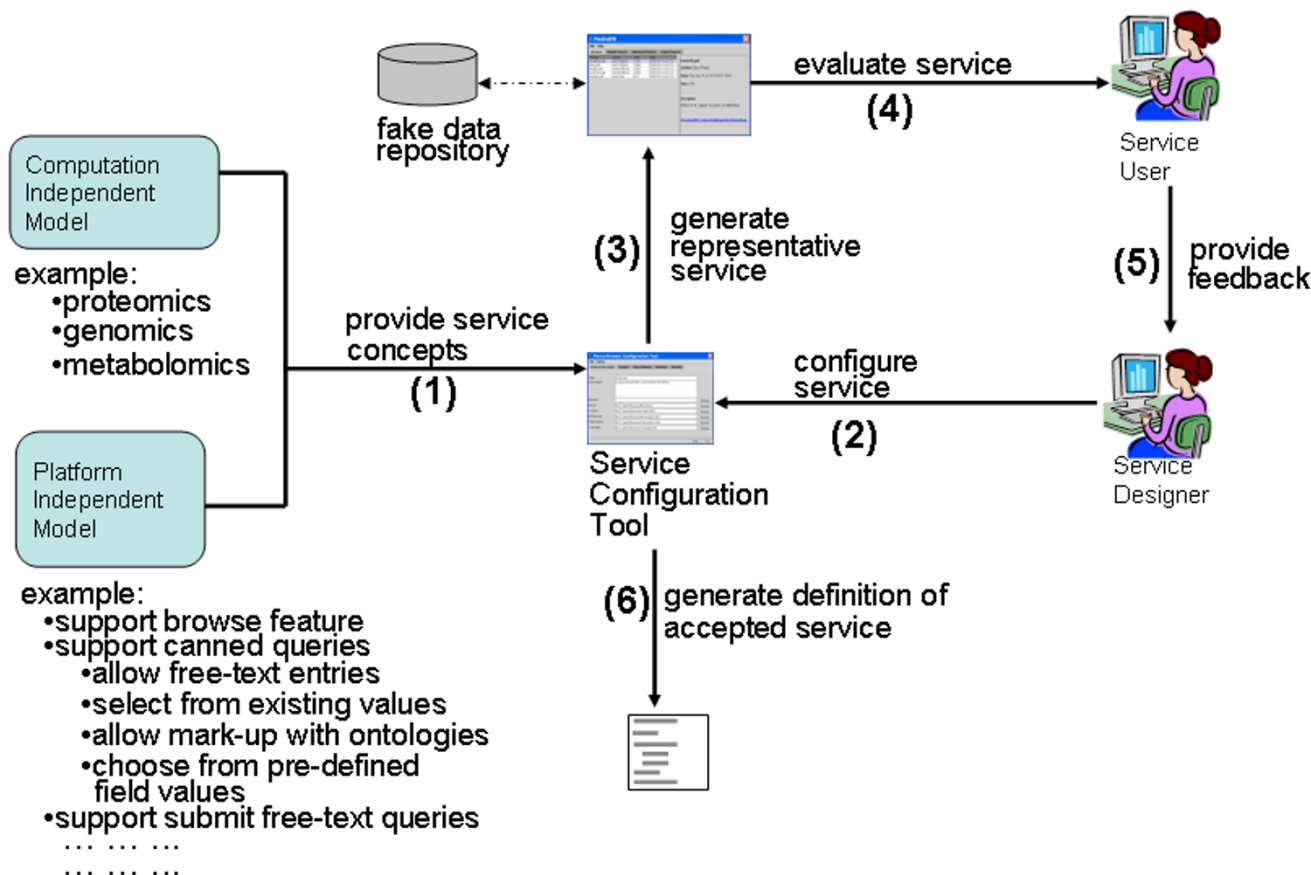 fake data
repository
evaluate service
(4)
Service
User
Computation
Independent
Model
example:
•proteomics
•genomics
•metabolomics
(3)
generate
representative
service
(5)
provide
feedback
provide service
concepts
(1)
configure
service
(2)
Service
Designer
Service
Configuration
Tool
Platform
Independent
Model
example:
•support browse feature
•support canned queries
•allow free-text entries
•select from existing values
•allow mark-up with ontologies
•choose from pre-defined
field values
•support submit free-text queries
... ... ...
... ... ...
(6)
generate definition of
accepted service